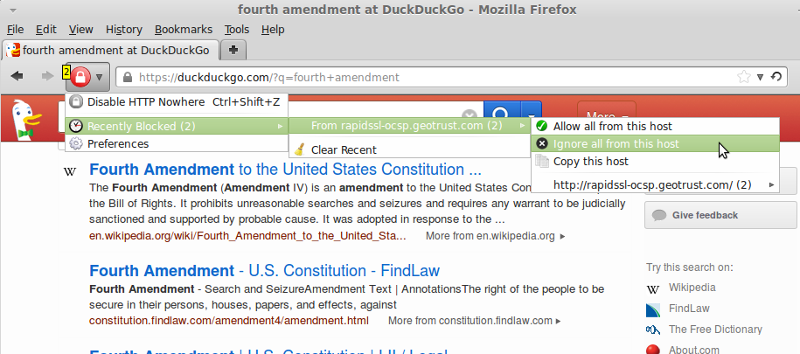 fourth amendment at DuckDuckGo - Mozilla Firefox
File Edit View History Bookmarks Tools Help
fourth amendment at DuckDuckGo
2
https://duckduckgo.com/?q=fourth+amendment
Disable HTTP Nowhere Ctrl+Shift+Z
Recently Blocked (2)
Preferences
From rapidssl-ocsp.geotrust.com (2)
Clear Recent
More
Allow all from this host
Ignore all from this host
Copy this host
http://rapidssl-ocsp.geotrust.com/ (2)
W Fourth Amendment to the United States Constitution ...
The Fourth Amendment (Amendment IV) is an amendment to the United States Con
the Bill of Rights. It prohibits unreasonable searches and seizures and requires any warrant to be judicially
sanctioned and supported by probable cause. It was adopted in response to the ...
en.wikipedia.org/wiki/Fourth_Amendment_to_the_United_Sta... More from en.wikipedia.org
Fourth Amendment - U.S. Constitution - FindLaw
Fourth Amendment - Search and SeizureAmendment Text | AnnotationsThe right of the people to be
secure in their persons, houses, papers, and effects, against
constitution.findlaw.com/amendment4/amendment.html More from constitution.findlaw.com
Fourth Amendment | U.S. Constitution | LII / Legal
Give feedback
Try this search on:
W Wikipedia
FindLaw
The Free Dictionary
About.com